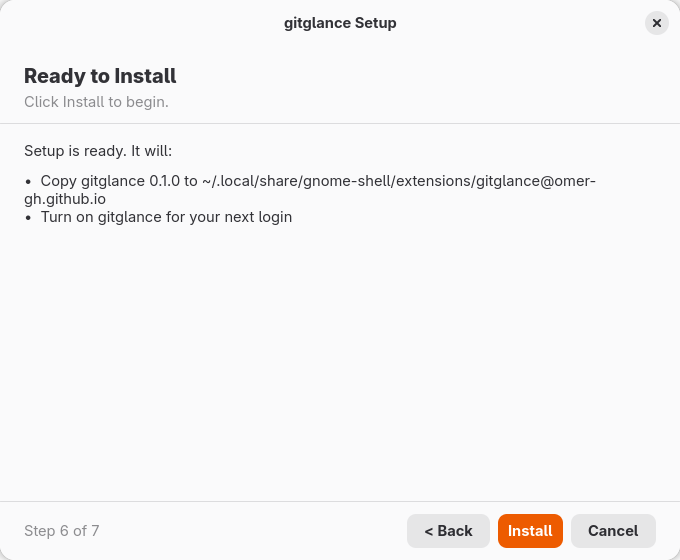 gitglance Setup
Ready to Install
Click Install to begin.
Setup is ready. It will:
• Copy gitglance 0.1.0 to ~/.local/share/gnome-shell/extensions/gitglance@omer-
gh.github.io
• Turn on gitglance for your next login
Step 6 of 7
< Back
Install
Cancel